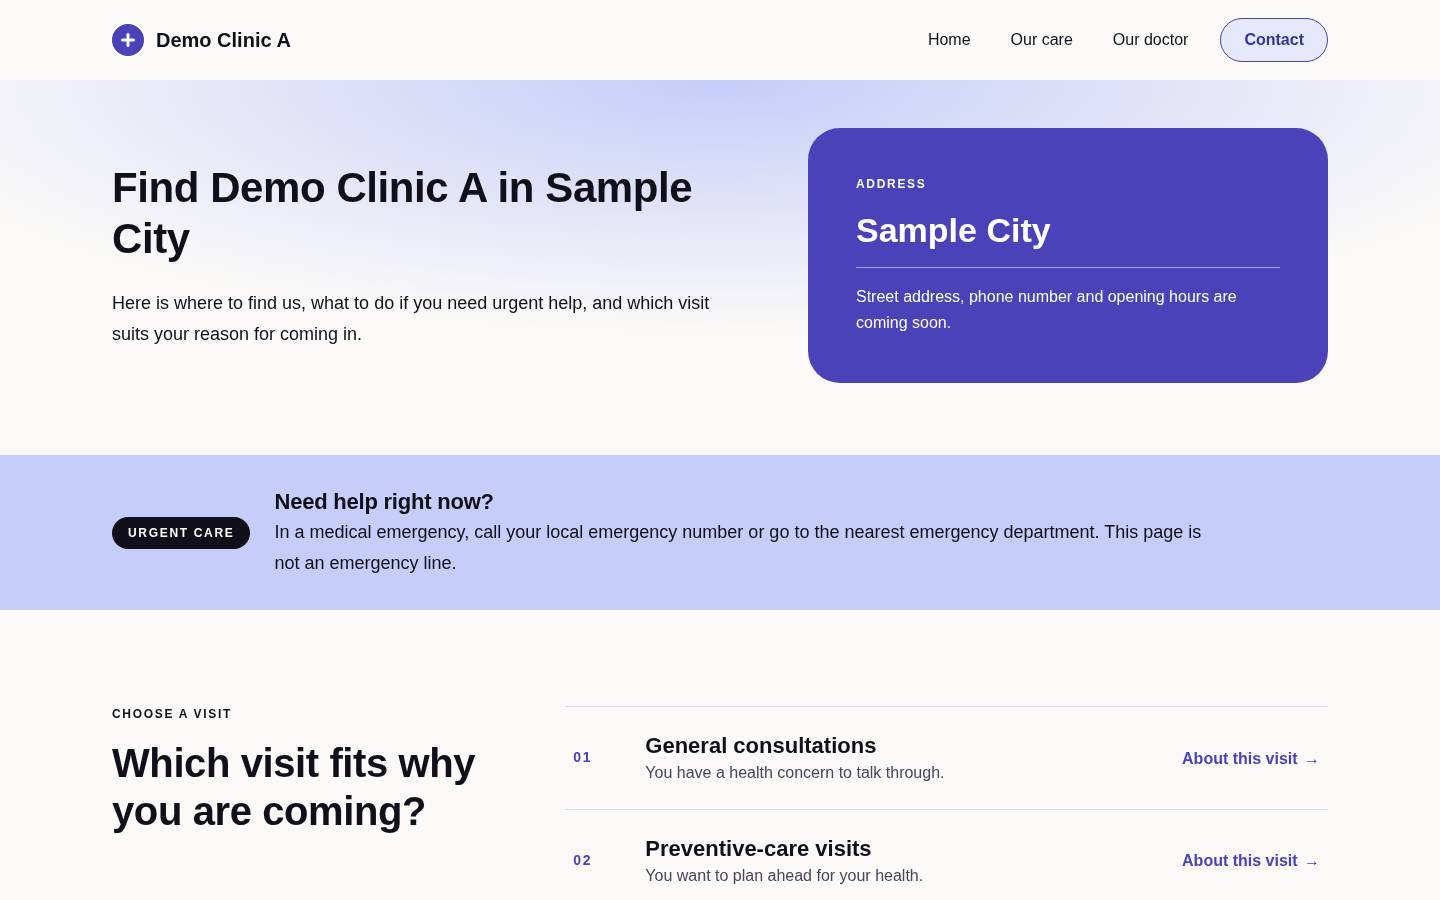 Demo Clinic A
Home
Our care
Our doctor
Contact
Find Demo Clinic A in Sample
City
Here is where to find us, what to do if you need urgent help, and which visit
suits your reason for coming in.
ADDRESS
Sample City
Street address, phone number and opening hours are
coming soon.
URGENT CARE
Need help right now?
In a medical emergency, call your local emergency number or go to the nearest emergency department. This page is
not an emergency line.
CHOOSE A VISIT
Which visit fits why
you are coming?
01
General consultations
You have a health concern to talk through.
About this visit →
02
Preventive-care visits
You want to plan ahead for your health.
About this visit →